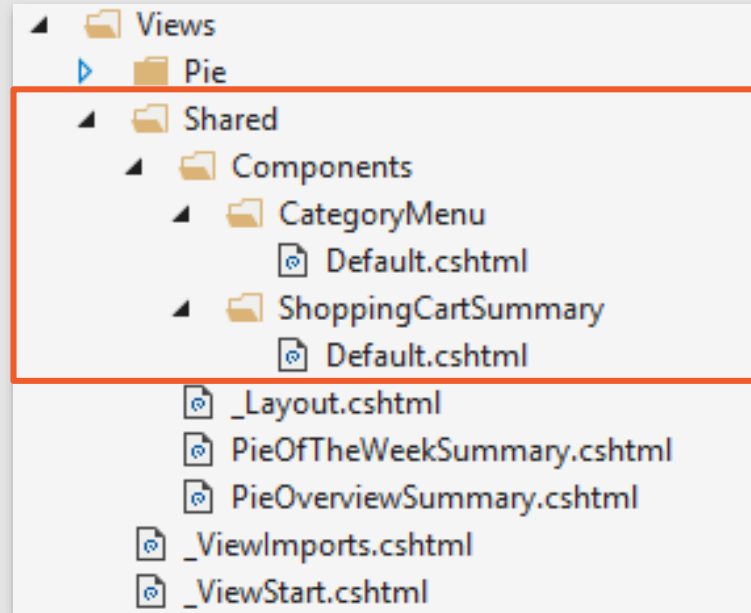 Views
Pie
Shared
Components
CategoryMenu
Default.cshtml
ShoppingCartSummary
Default.cshtml
_Layout.cshtml
PieOfTheWeekSummary.cshtml
PieOverviewSummary.cshtml
_ViewImports.cshtml
_ViewStart.cshtml